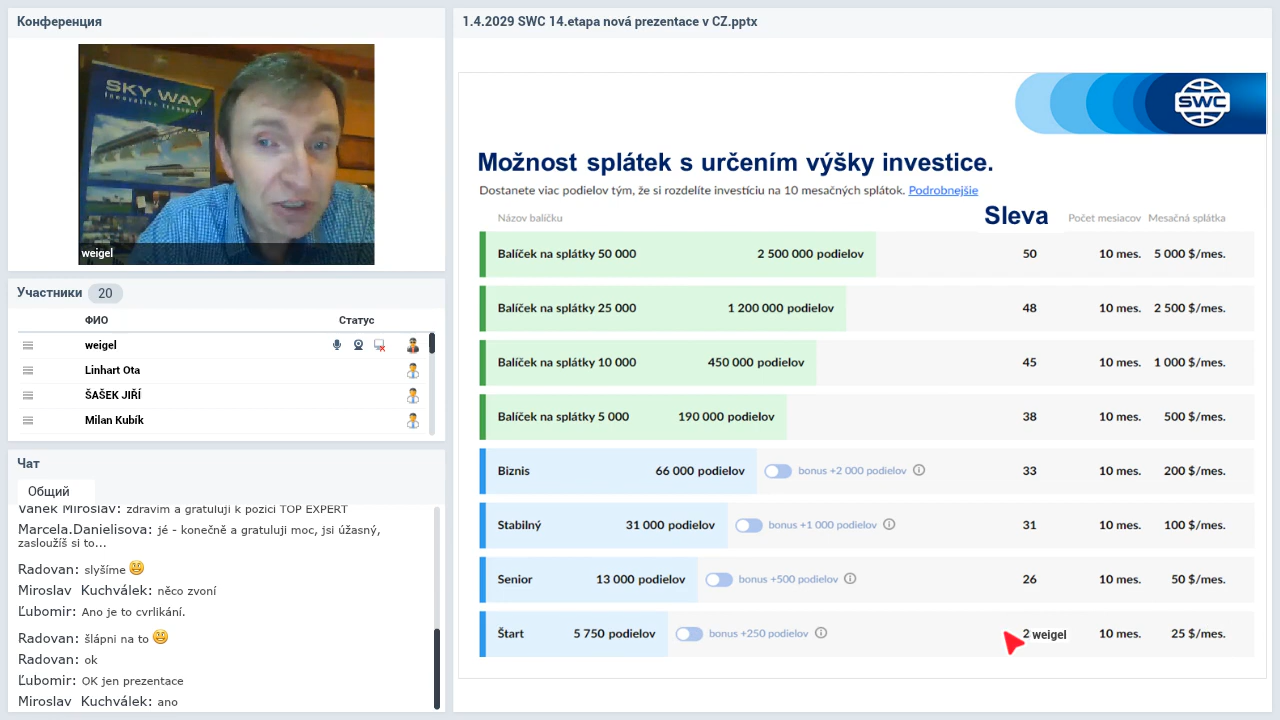 Конференция
SKY WAY
Innovative transport
weigel
Участники 20
ФИО Статус
weigel
Linhart Ota
ŠAŠEK JIŘÍ
Milan Kubík
Чат
Общий
Vaněk Miroslav: zdravím a gratuluji k pozici TOP EXPERT
Marcela.Danielisova: jé - konečně a gratuluji moc, jsi úžasný,
zasloužíš si to...
Radovan: slyšíme
Miroslav Kuchválek: něco zvoní
Ľubomir: Ano je to cvrlikání.
Radovan: šlápni na to
Radovan: ok
Ľubomir: OK jen prezentace
Miroslav Kuchválek: ano
1.4.2029 SWC 14.etapa nová prezentace v CZ.pptx
SWC
Možnost splátek s určením výšky investice.
Dostanete viac podielov tým, že si rozdelíte investíciu na 10 mesačných splátok. Podrobnejšie
Názov balíčku Sleva Počet mesiacov Mesačná splátka
Balíček na splátky 50 000 2 500 000 podielov 50 10 mes. 5 000 $/mes.
Balíček na splátky 25 000 1 200 000 podielov 48 10 mes. 2 500 $/mes.
Balíček na splátky 10 000 450 000 podielov 45 10 mes. 1 000 $/mes.
Balíček na splátky 5 000 190 000 podielov 38 10 mes. 500 $/mes.
Biznis 66 000 podielov bonus +2 000 podielov 33 10 mes. 200 $/mes.
Stabilný 31 000 podielov bonus +1 000 podielov 31 10 mes. 100 $/mes.
Senior 13 000 podielov bonus +500 podielov 26 10 mes. 50 $/mes.
Štart 5 750 podielov bonus +250 podielov 2 weigel 10 mes. 25 $/mes.